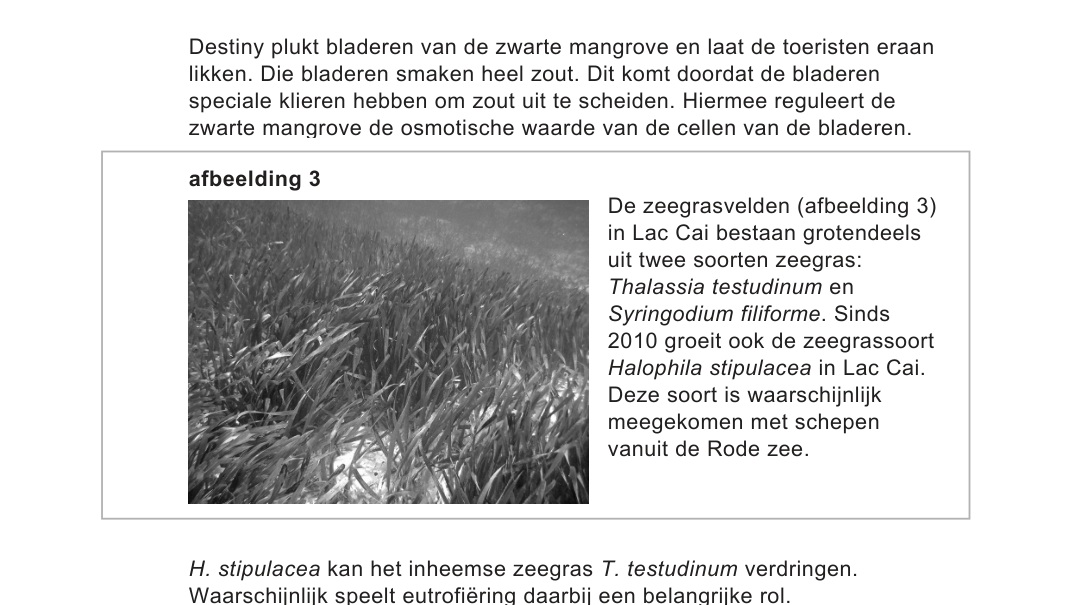 Destiny plukt bladeren van de zwarte mangrove en laat de toeristen eraan
likken. Die bladeren smaken heel zout. Dit komt doordat de bladeren
speciale klieren hebben om zout uit te scheiden. Hiermee reguleert de
zwarte mangrove de osmotische waarde van de cellen van de bladeren.
afbeelding 3
De zeegrasvelden (afbeelding 3)
in Lac Cai bestaan grotendeels
uit twee soorten zeegras:
Thalassia testudinum en
Syringodium filiforme. Sinds
2010 groeit ook de zeegrassoort
Halophila stipulacea in Lac Cai.
Deze soort is waarschijnlijk
meegekomen met schepen
vanuit de Rode zee.
H. stipulacea kan het inheemse zeegras T. testudinum verdringen.
Waarschijnlijk speelt eutrofiëring daarbij een belangrijke rol.